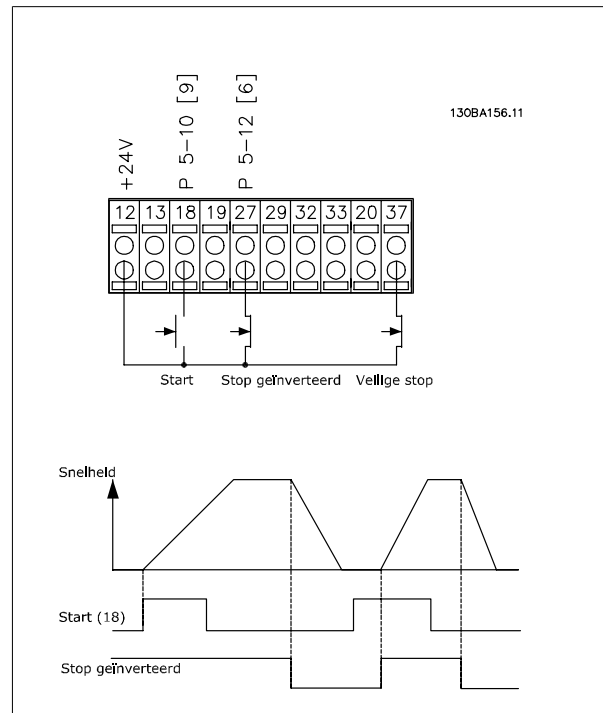 +24V
P 5-10 [9]
P 5-12 [6]
130BA156.11
12 13 18 19 27 29 32 33 20 37
Start
Stop geïnverteerd
Veilige stop
Snelheid
Start (18)
Stop geïnverteerd